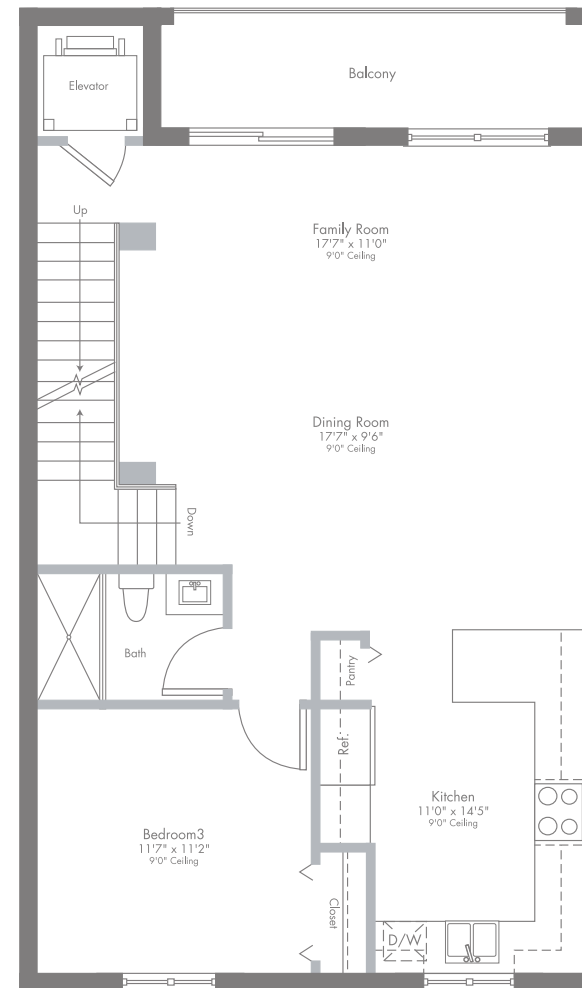 Balcony
Elevator
Up
Family Room
17'7" x 11'0"
9'0" Ceiling
Dining Room
17'7" x 9'6"
9'0" Ceiling
Down
Bath
Pantry
Ref.
Kitchen
11'0" x 14'5"
9'0" Ceiling
Bedroom3
11'7" x 11'2"
9'0" Ceiling
Closet
D/W